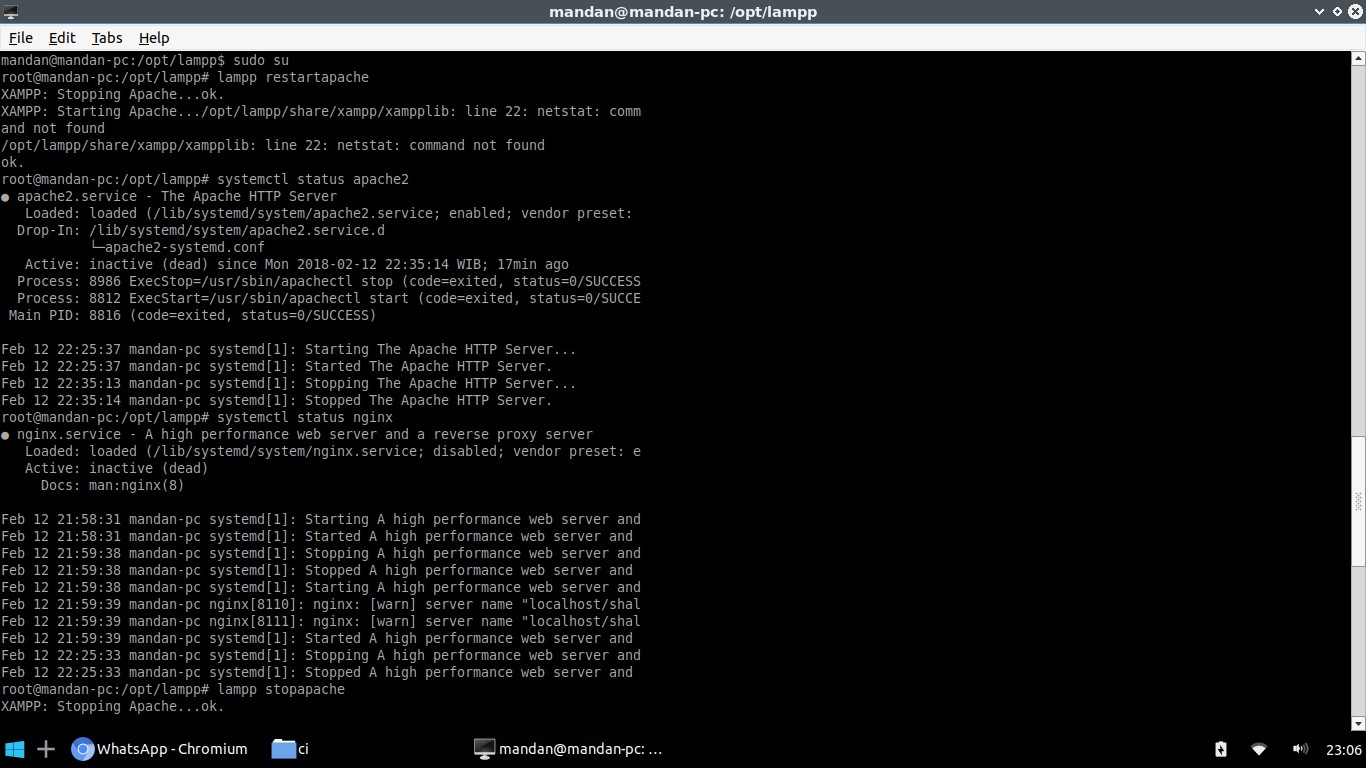 mandan@mandan-pc: /opt/lampp
File Edit Tabs Help
mandan@mandan-pc:/opt/lampp$ sudo su
root@mandan-pc:/opt/lampp# lampp restartapache
XAMPP: Stopping Apache...ok.
XAMPP: Starting Apache.../opt/lampp/share/xampp/xampplib: line 22: netstat: comm
and not found
/opt/lampp/share/xampp/xampplib: line 22: netstat: command not found
ok.
root@mandan-pc:/opt/lampp# systemctl status apache2
● apache2.service - The Apache HTTP Server
   Loaded: loaded (/lib/systemd/system/apache2.service; enabled; vendor preset:
  Drop-In: /lib/systemd/system/apache2.service.d
           └─apache2-systemd.conf
   Active: inactive (dead) since Mon 2018-02-12 22:35:14 WIB; 17min ago
  Process: 8986 ExecStop=/usr/sbin/apachectl stop (code=exited, status=0/SUCCESS
  Process: 8812 ExecStart=/usr/sbin/apachectl start (code=exited, status=0/SUCCE
 Main PID: 8816 (code=exited, status=0/SUCCESS)
Feb 12 22:25:37 mandan-pc systemd[1]: Starting The Apache HTTP Server...
Feb 12 22:25:37 mandan-pc systemd[1]: Started The Apache HTTP Server.
Feb 12 22:35:13 mandan-pc systemd[1]: Stopping The Apache HTTP Server...
Feb 12 22:35:14 mandan-pc systemd[1]: Stopped The Apache HTTP Server.
root@mandan-pc:/opt/lampp# systemctl status nginx
● nginx.service - A high performance web server and a reverse proxy server
   Loaded: loaded (/lib/systemd/system/nginx.service; disabled; vendor preset: e
   Active: inactive (dead)
     Docs: man:nginx(8)
Feb 12 21:58:31 mandan-pc systemd[1]: Starting A high performance web server and
Feb 12 21:58:31 mandan-pc systemd[1]: Started A high performance web server and
Feb 12 21:59:38 mandan-pc systemd[1]: Stopping A high performance web server and
Feb 12 21:59:38 mandan-pc systemd[1]: Stopped A high performance web server and
Feb 12 21:59:38 mandan-pc systemd[1]: Starting A high performance web server and
Feb 12 21:59:39 mandan-pc nginx[8110]: nginx: [warn] server name "localhost/shal
Feb 12 21:59:39 mandan-pc nginx[8111]: nginx: [warn] server name "localhost/shal
Feb 12 21:59:39 mandan-pc systemd[1]: Started A high performance web server and
Feb 12 22:25:33 mandan-pc systemd[1]: Stopping A high performance web server and
Feb 12 22:25:33 mandan-pc systemd[1]: Stopped A high performance web server and
root@mandan-pc:/opt/lampp# lampp stopapache
XAMPP: Stopping Apache...ok.
WhatsApp - Chromium ci mandan@mandan-pc: ... 23:06